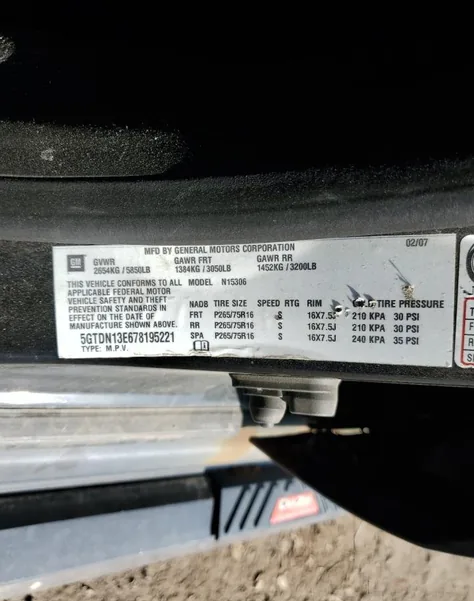 MFD BY GENERAL MOTORS CORPORATION 02/07
GM GVWR GAWR FRT GAWR RR
2654KG / 5850LB 1384KG / 3050LB 1452KG / 3200LB
THIS VEHICLE CONFORMS TO ALL MODEL N15306
APPLICABLE FEDERAL MOTOR
VEHICLE SAFETY AND THEFT
PREVENTION STANDARDS IN
EFFECT ON THE DATE OF
MANUFACTURE SHOWN ABOVE.
5GTDN13E678195221
TYPE: M.P.V.
NADB TIRE SIZE SPEED RTG RIM TIRE PRESSURE
FRT P265/75R16 S 16X7.5J 210 KPA 30 PSI
RR P265/75R16 S 16X7.5J 210 KPA 30 PSI
SPA P265/75R16 S 16X7.5J 240 KPA 35 PSI